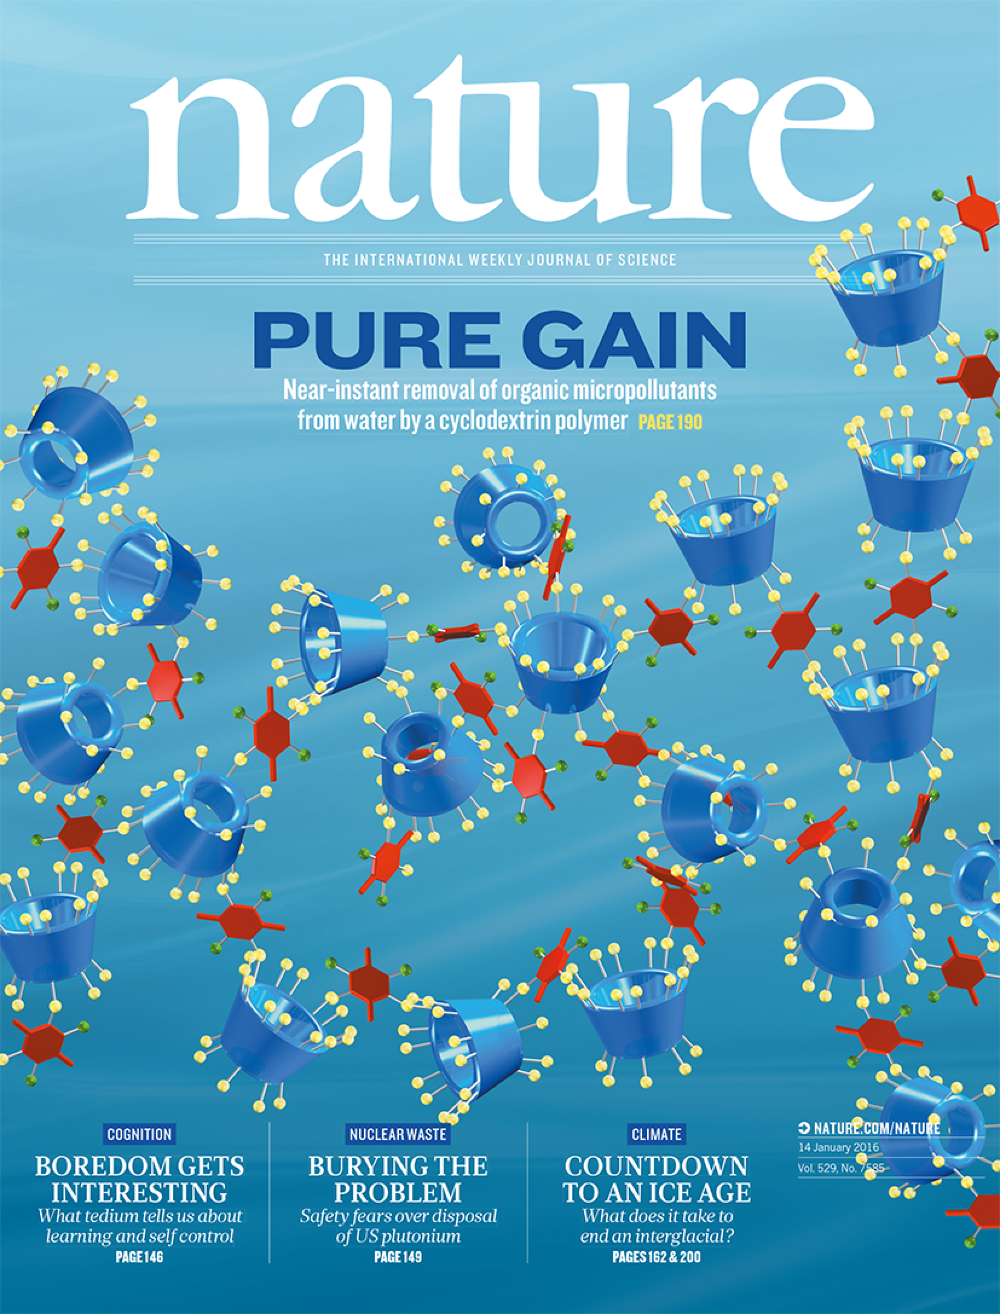 nature
THE INTERNATIONAL WEEKLY JOURNAL OF SCIENCE
PURE GAIN
Near-instant removal of organic micropollutants
from water by a cyclodextrin polymer PAGE 190
COGNITION
BOREDOM GETS
INTERESTING
What tedium tells us about
learning and self control
PAGE 146
NUCLEAR WASTE
BURYING THE
PROBLEM
Safety fears over disposal
of US plutonium
PAGE 149
CLIMATE
COUNTDOWN
TO AN ICE AGE
What does it take to
end an interglacial?
PAGES 162 & 200
NATURE.COM/NATURE
14 January 2016
Vol. 529, No. 7585